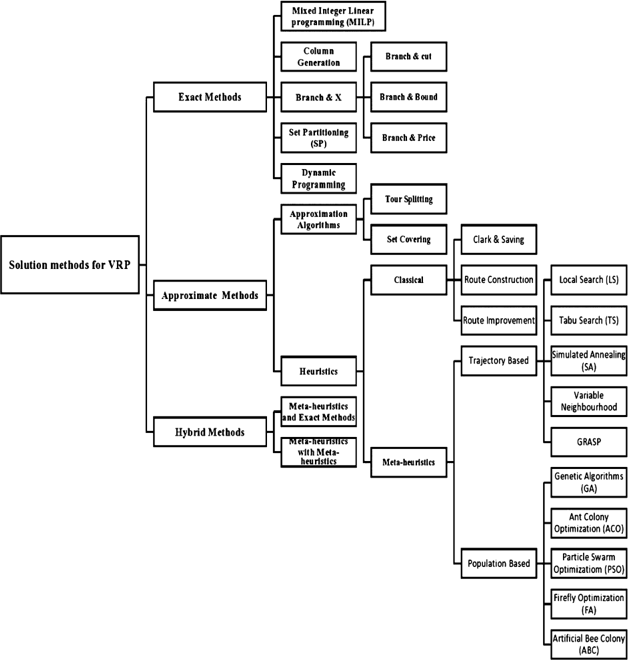 Mixed Integer Linear
programming (MILP)
Column
Generation
Branch & cut
Exact Methods
Branch & X
Branch & Bound
Set Partitioning
(SP)
Branch & Price
Dynamic
Programming
Tour Splitting
Approximation
Algorithms
Set Covering
Clark & Saving
Solution methods for VRP
Classical
Route Construction
Local Search (LS)
Approximate Methods
Route Improvement
Tabu Search (TS)
Trajectory Based
Simulated Annealing
(SA)
Heuristics
Variable
Neighbourhood
Meta-heuristics
and Exact Methods
Hybrid Methods
GRASP
Meta-heuristics
with Meta-
heuristics
Meta-heuristics
Genetic Algorithms
(GA)
Ant Colony
Optimization (ACO)
Population Based
Particle Swarm
Optimizatiom (PSO)
Firefly Optimization
(FA)
Artificial Bee Colony
(ABC)